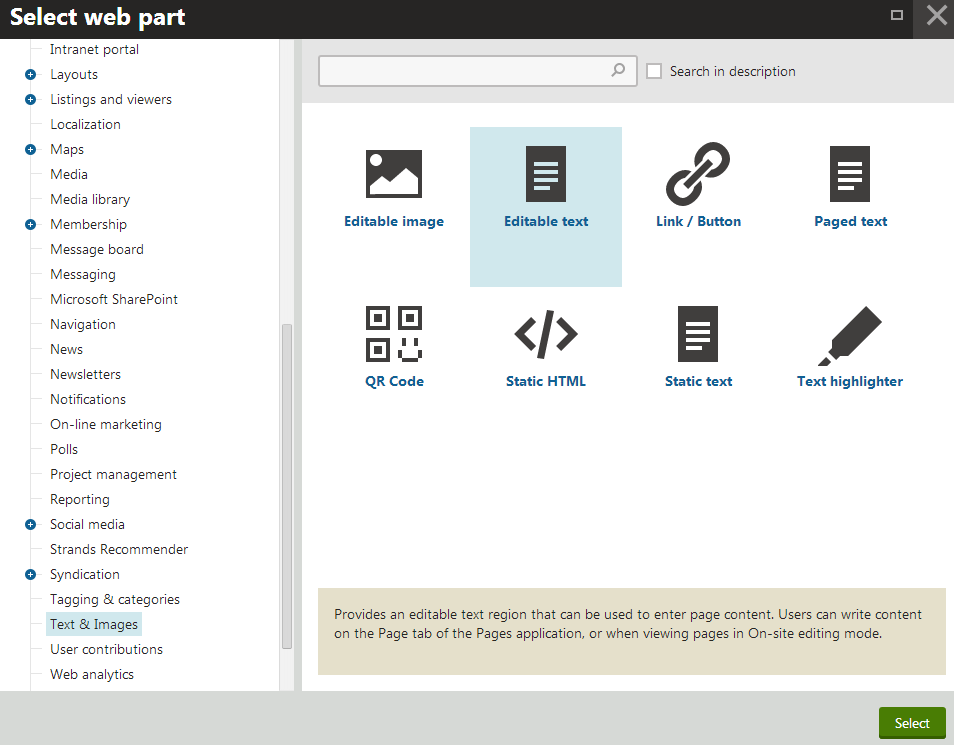 Select web part
Intranet portal
Layouts
Listings and viewers
Localization
Maps
Media
Media library
Membership
Message board
Messaging
Microsoft SharePoint
Navigation
News
Newsletters
Notifications
On-line marketing
Polls
Project management
Reporting
Social media
Strands Recommender
Syndication
Tagging & categories
Text & Images
User contributions
Web analytics
Search in description
Editable image
Editable text
Link / Button
Paged text
QR Code
Static HTML
Static text
Text highlighter
Provides an editable text region that can be used to enter page content. Users can write content
on the Page tab of the Pages application, or when viewing pages in On-site editing mode.
Select